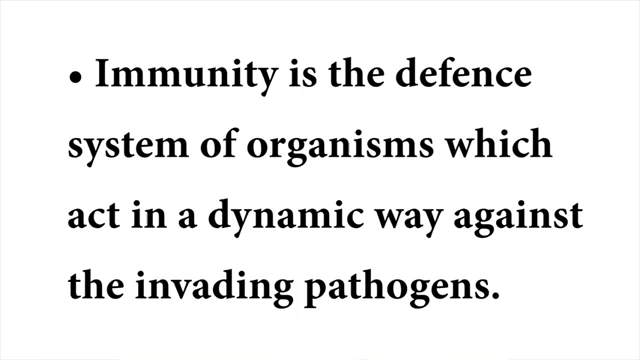 • Immunity is the defence
system of organisms which
act in a dynamic way against
the invading pathogens.